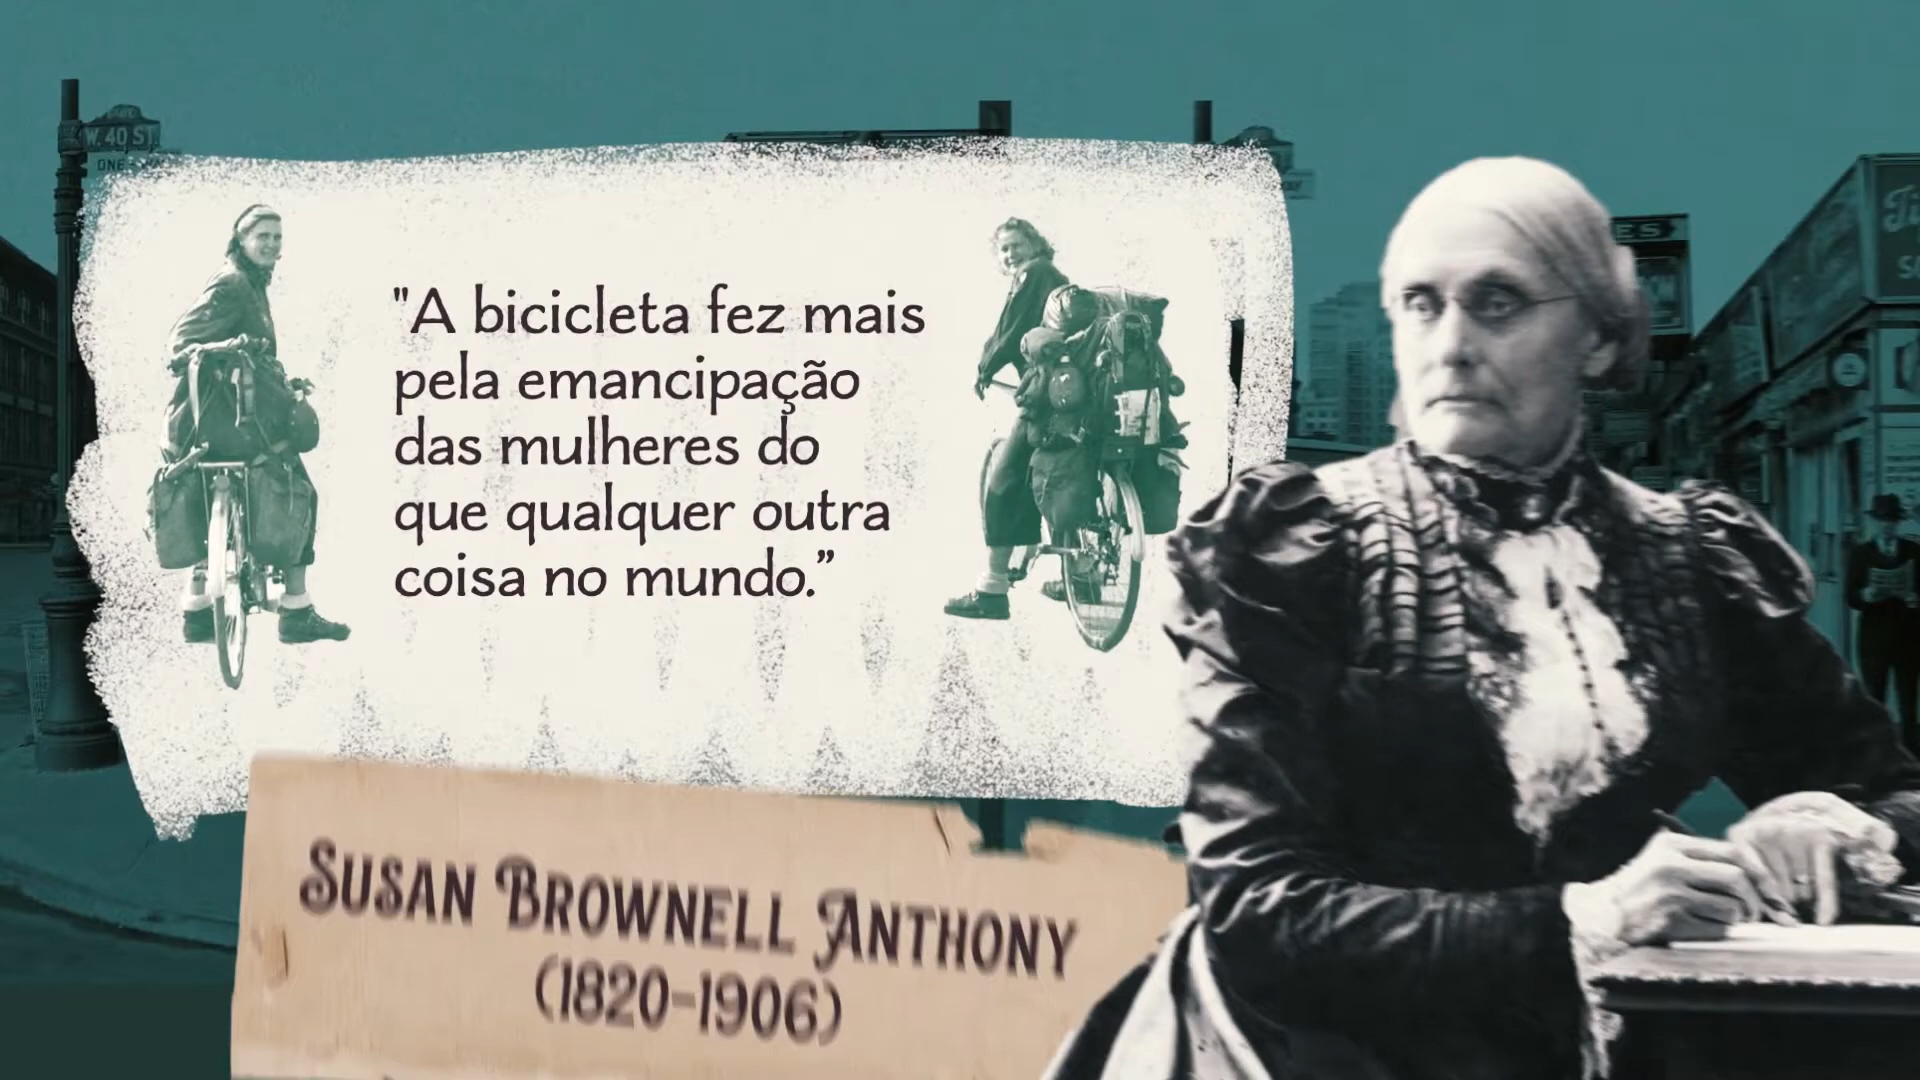 W. 40 ST.
"A bicicleta fez mais
pela emancipação
das mulheres do
que qualquer outra
coisa no mundo.”
SUSAN BROWNELL ANTHONY
(1820-1906)